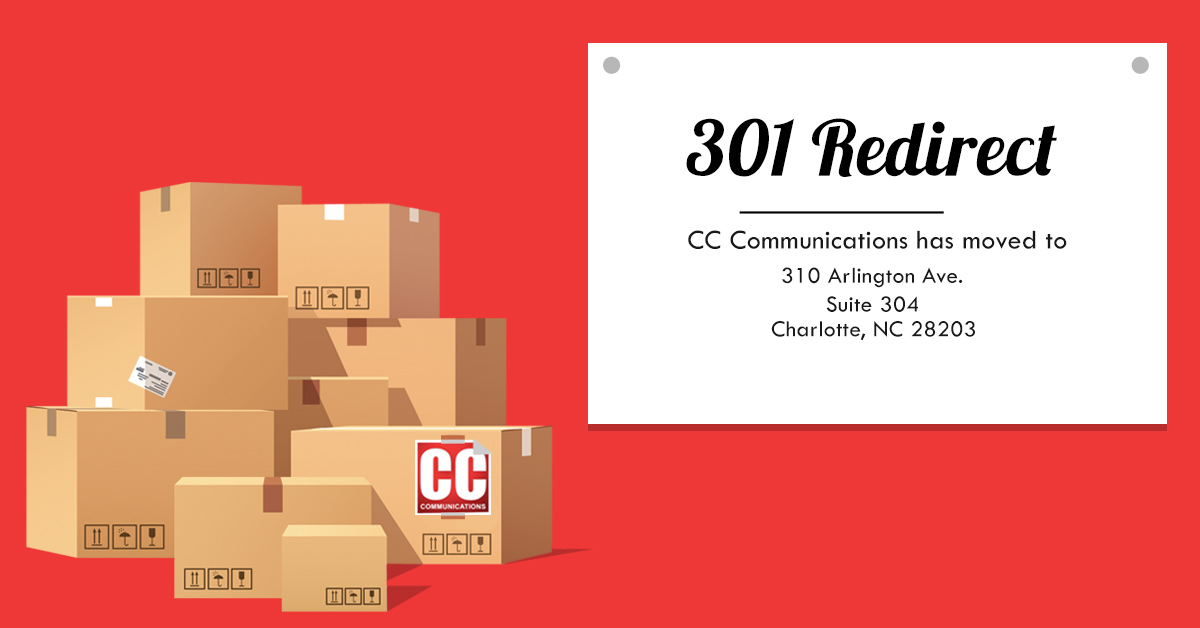 301 Redirect
CC Communications has moved to
310 Arlington Ave.
Suite 304
Charlotte, NC 28203
CC
COMMUNICATIONS